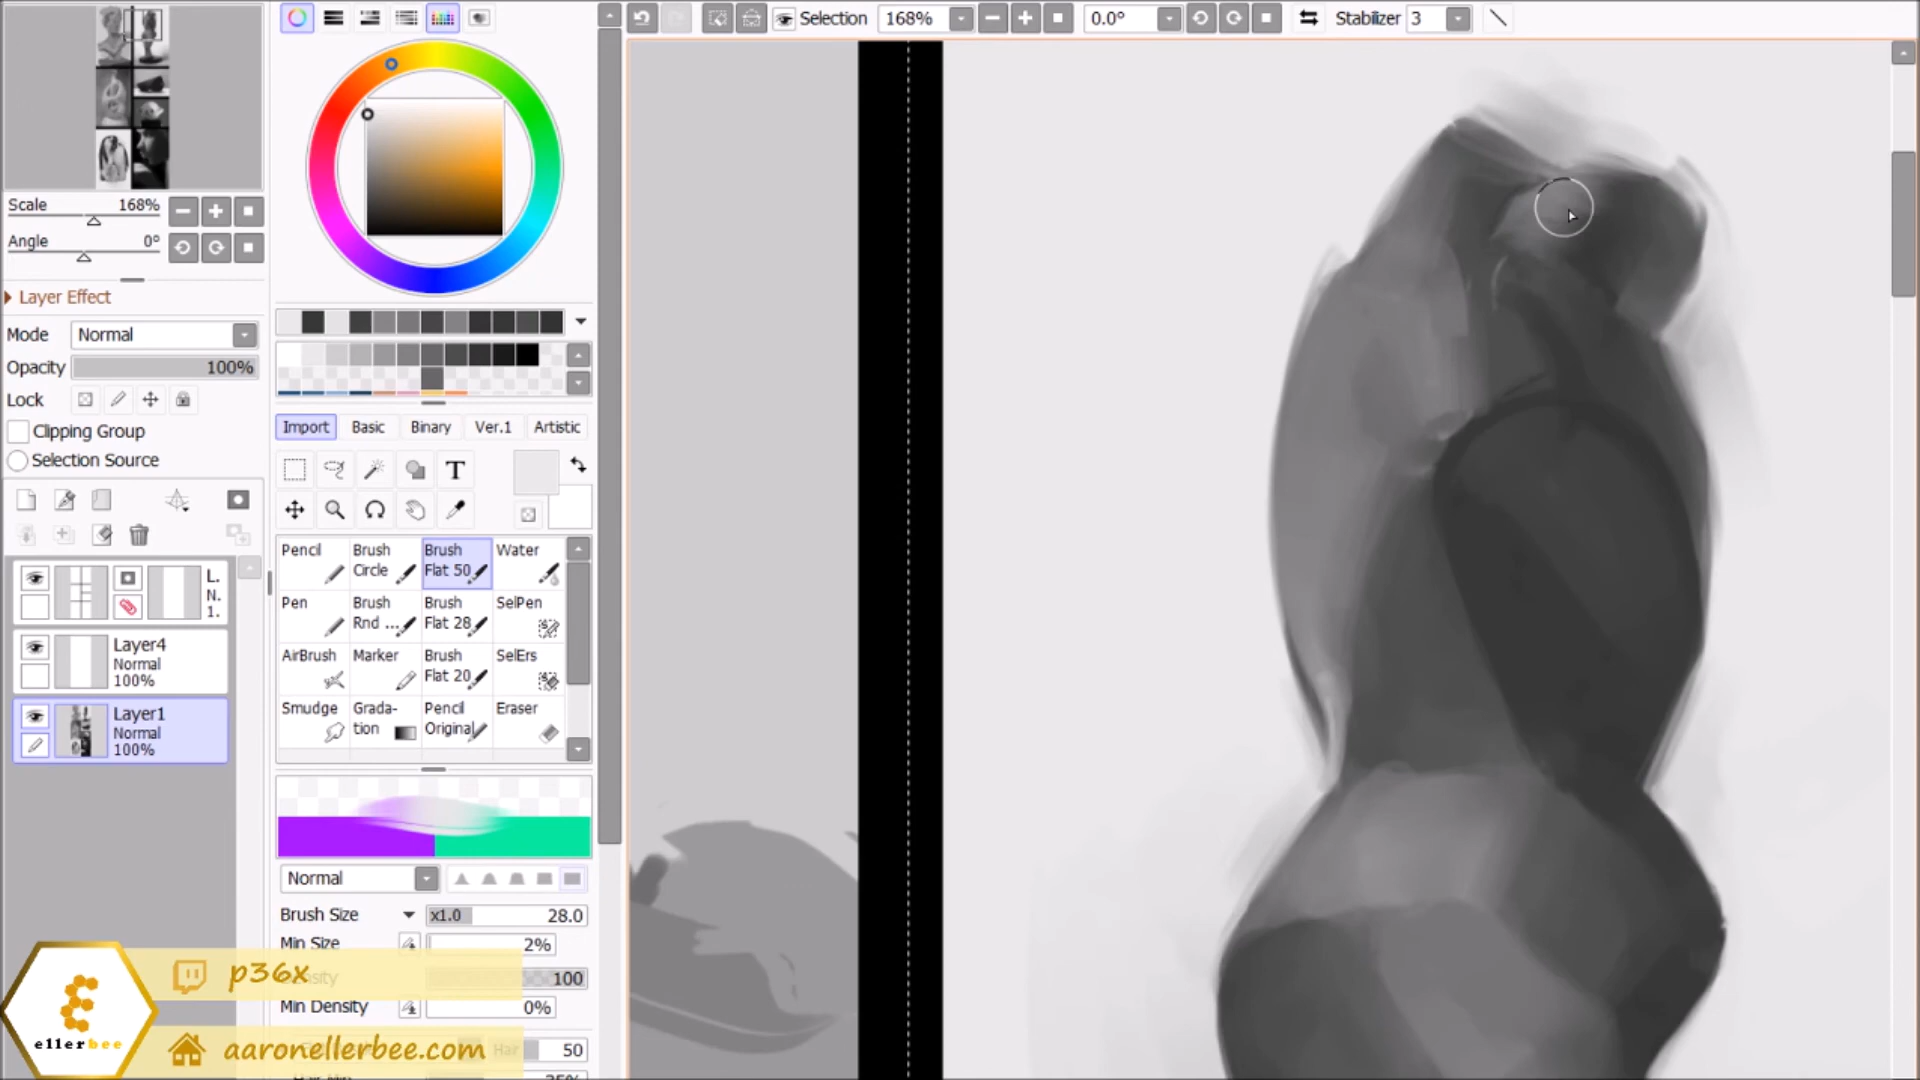 Selection 168% 0.0° Stabilizer 3
Scale 168%
Angle 0°
Layer Effect
Mode Normal
Opacity 100%
Lock
Clipping Group
Selection Source
L.
N.
1.
Layer4
Normal
100%
Layer1
Normal
100%
Import Basic Binary Ver.1 Artistic
T
Pencil Brush Circle Brush Flat 50 Water
Pen Brush Rnd ... Brush Flat 28 SelPen
AirBrush Marker Brush Flat 20 SelErs
Smudge Grada-tion Pencil Original Eraser
Normal
Brush Size x1.0 28.0
Min Size 2%
100
Min Density 0%
Hair 50
35%
p36x
ellerbee
aaronellerbee.com